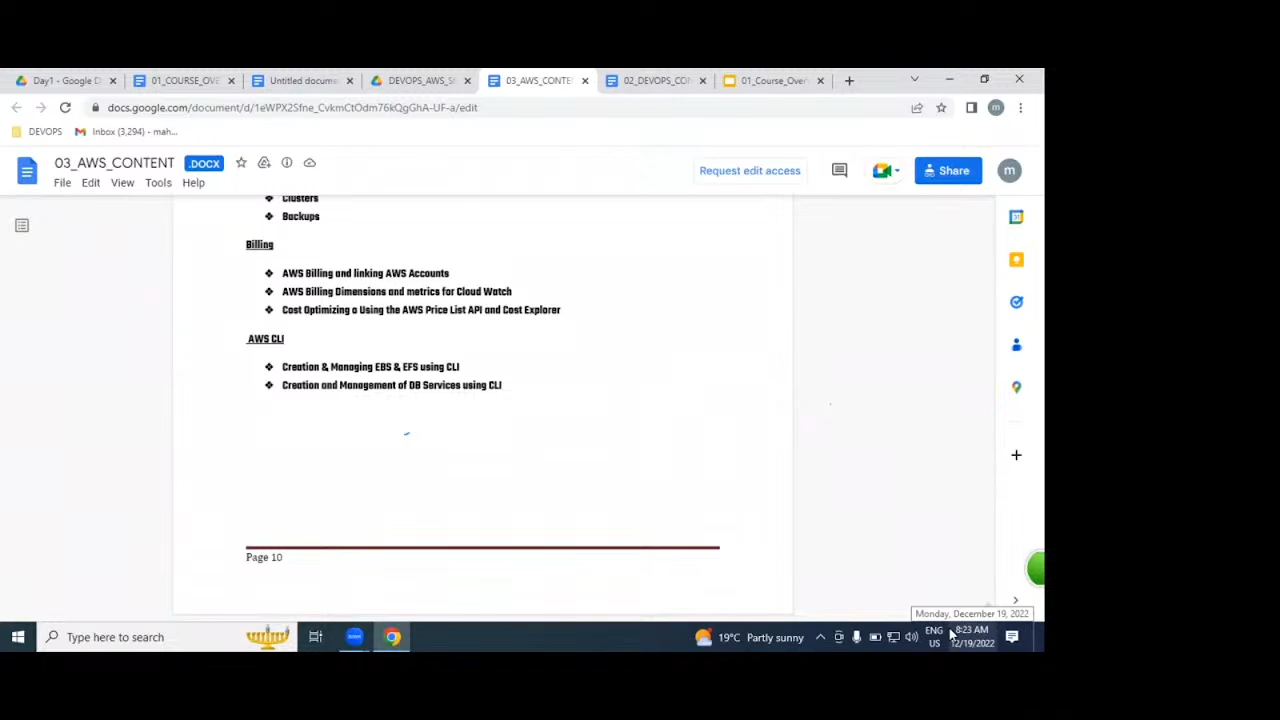 Day1 - Google D
01_COURSE_OVE
Untitled docume
DEVOPS_AWS_S
03_AWS_CONTE
02_DEVOPS_CON
01_Course_Over
docs.google.com/document/d/1eWPX2Sfne_CvkmCtOdm76kQgGhA-UF-a/edit
DEVOPS
Inbox (3,294) - mah...
03_AWS_CONTENT
.DOCX
Request edit access
Share
m
File Edit View Tools Help
Clusters
Backups
Billing
AWS Billing and linking AWS Accounts
AWS Billing Dimensions and metrics for Cloud Watch
Cost Optimizing a Using the AWS Price List API and Cost Explorer
AWS CLI
Creation & Managing EBS & EFS using CLI
Creation and Management of DB Services using CLI
Page 10
Monday, December 19, 2022
Type here to search
zoom
19°C Partly sunny
ENG
US
8:23 AM
12/19/2022